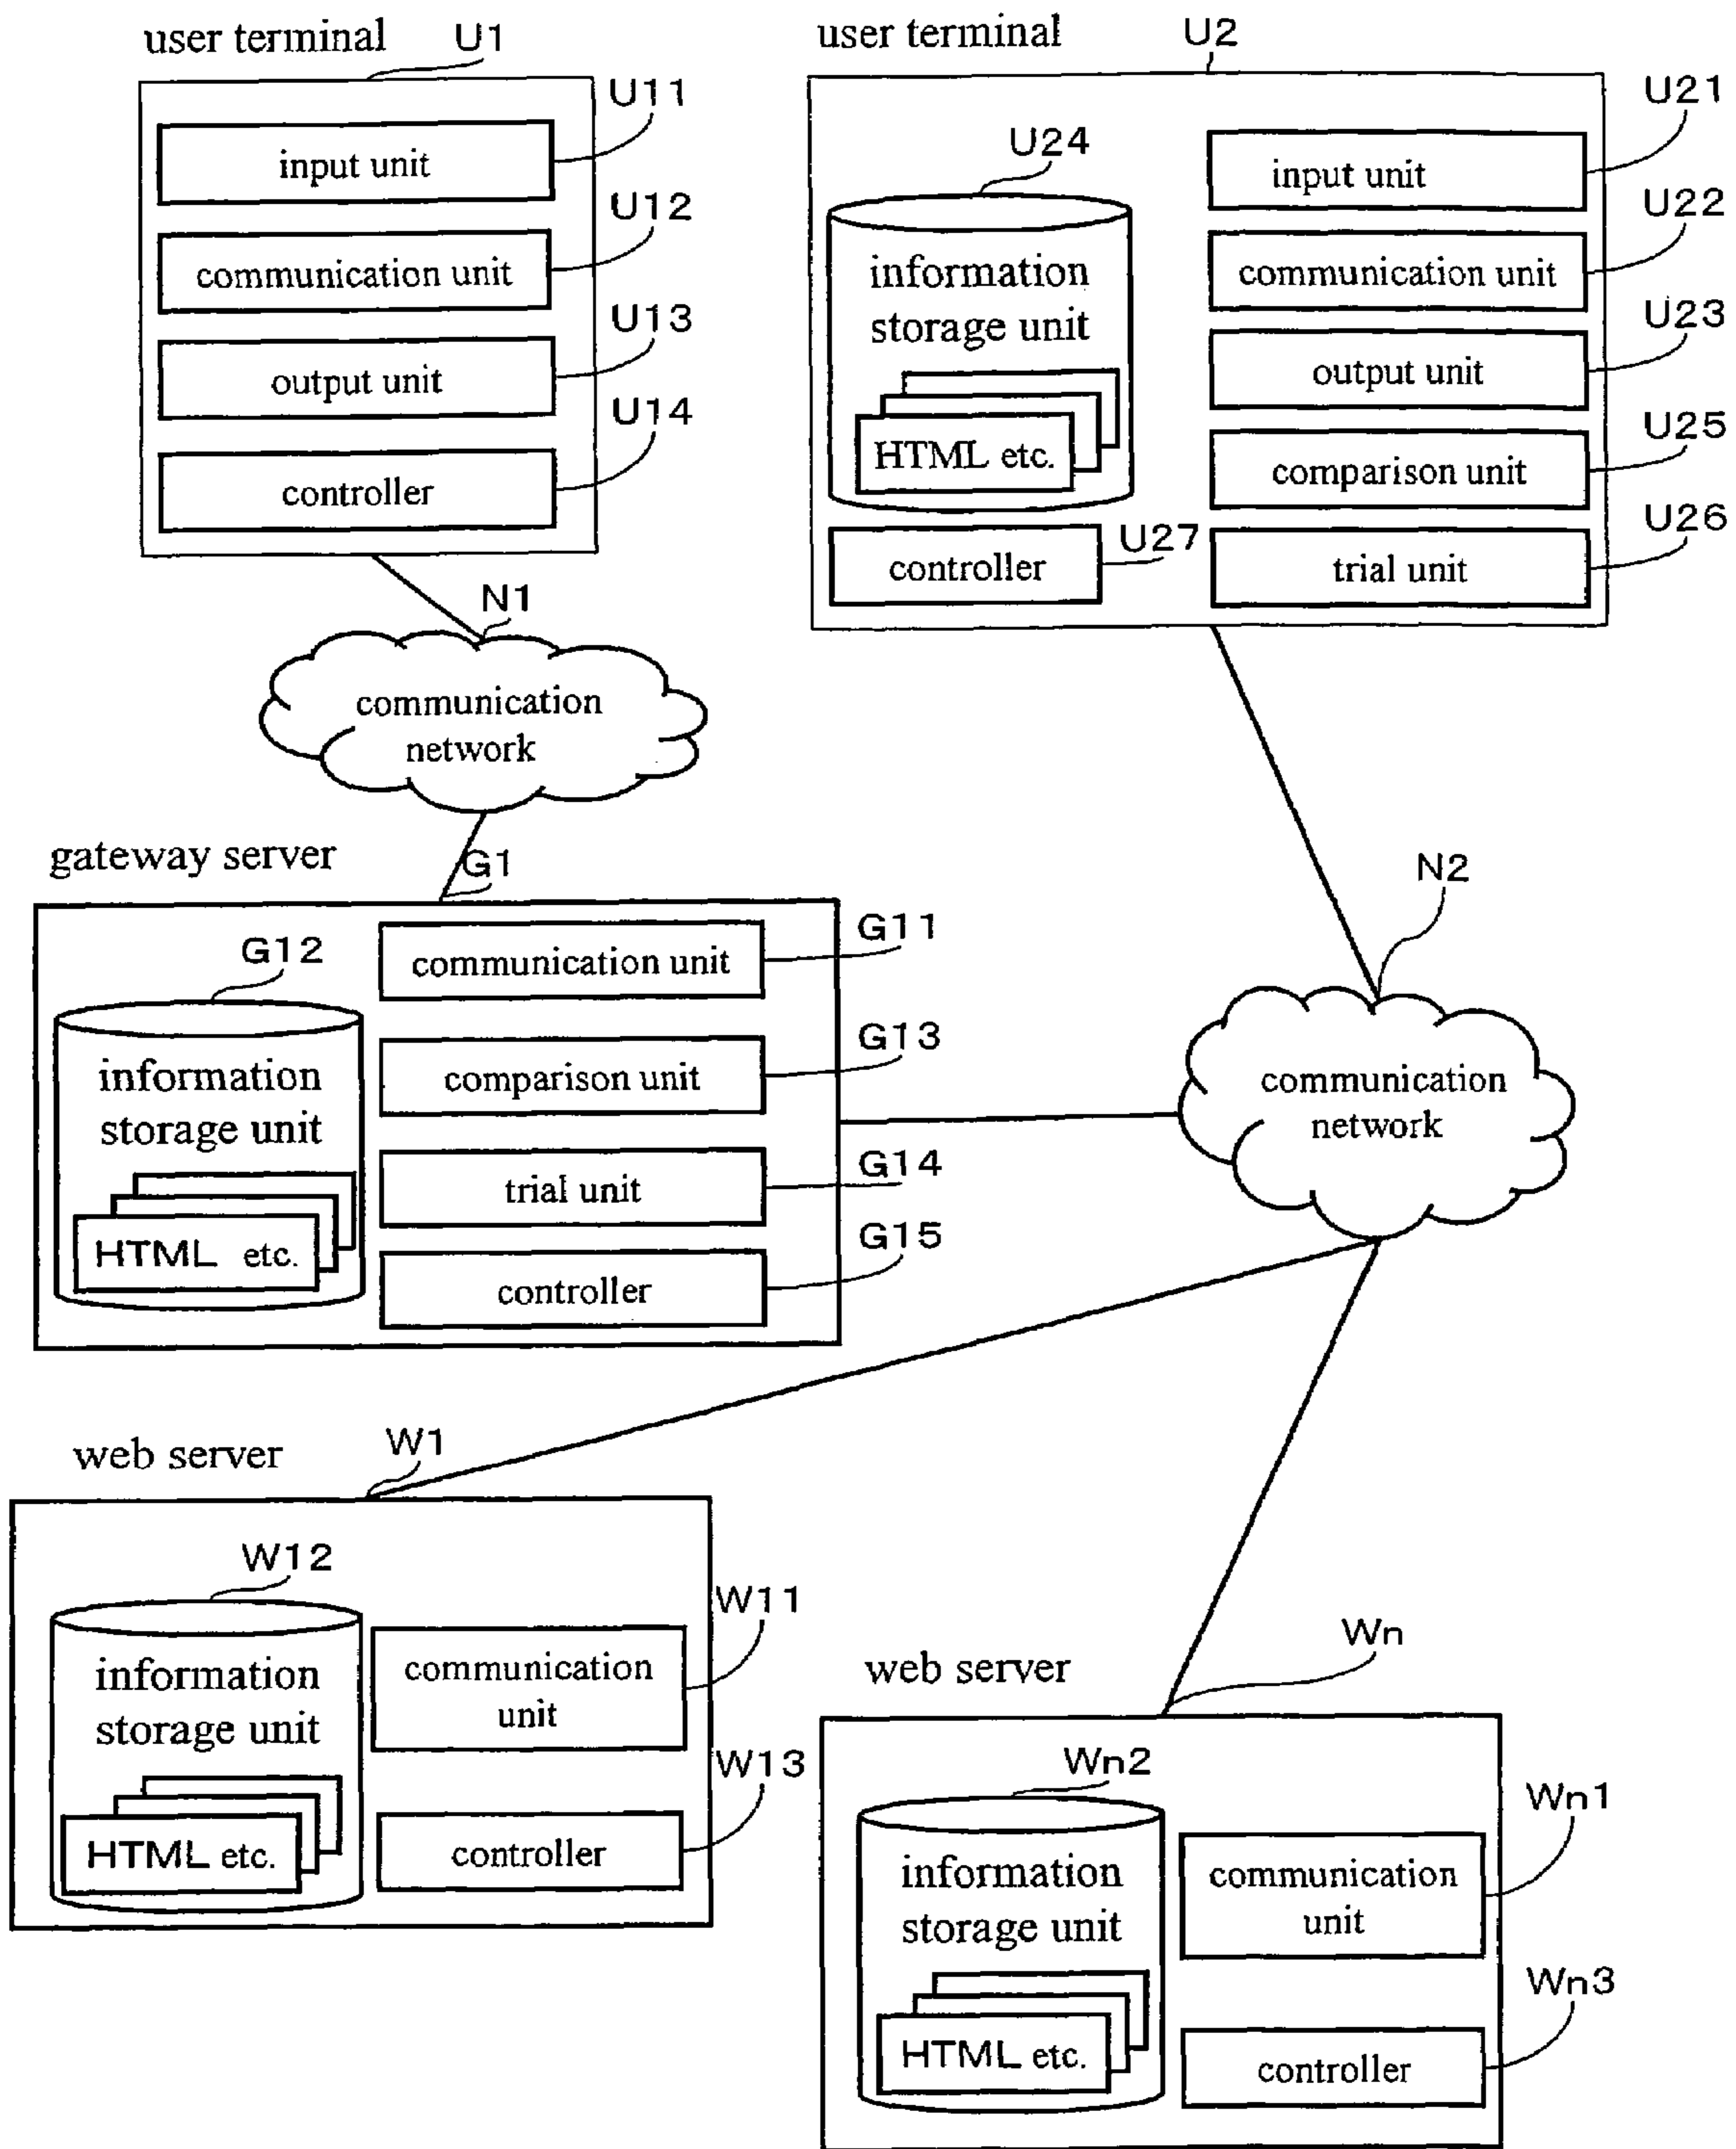 user terminal
U1
U11
input unit
U12
communication unit
U13
output unit
U14
controller
user terminal
U2
U21
input unit
U24
information
storage unit
HTML etc.
U22
communication unit
U23
output unit
U25
comparison unit
U26
trial unit
U27
controller
N1
communication
network
gateway server
G1
G11
communication unit
G12
information
storage unit
HTML etc.
G13
comparison unit
G14
trial unit
G15
controller
N2
communication
network
web server
W1
W12
information
storage unit
HTML etc.
W11
communication
unit
W13
controller
web server
Wn
Wn2
information
storage unit
HTML etc.
Wn1
communication
unit
Wn3
controller